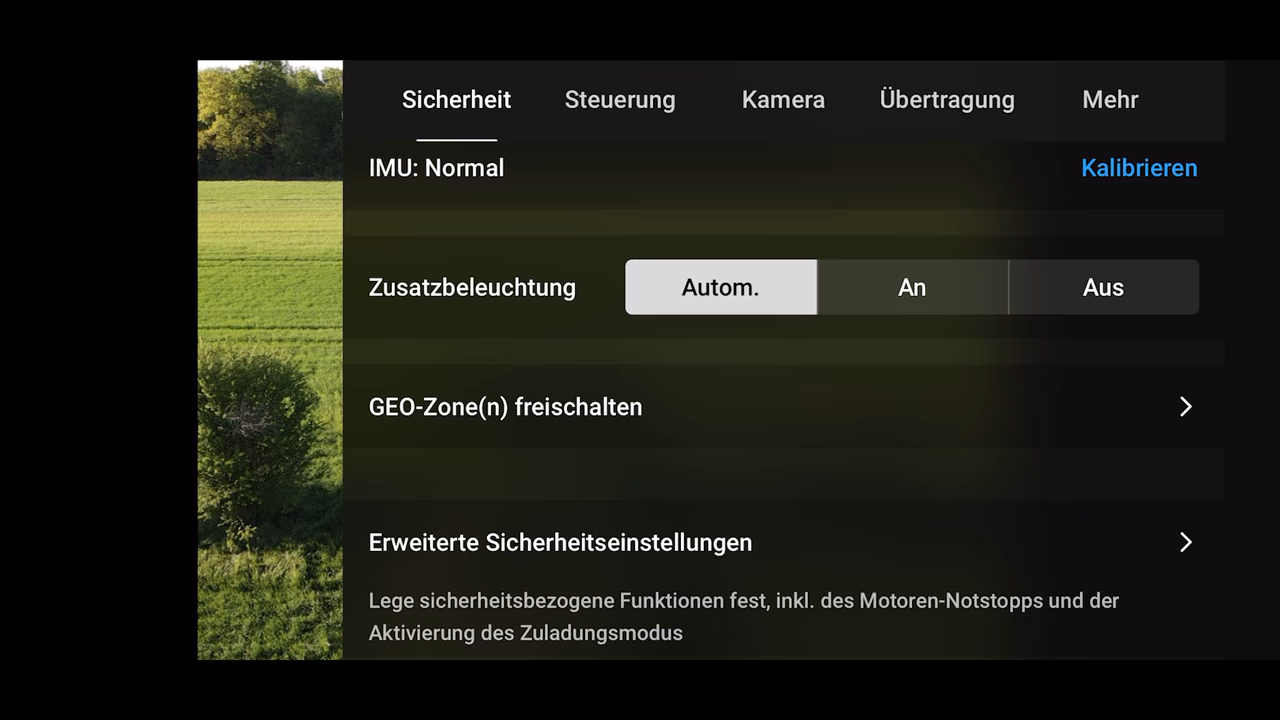 Sicherheit Steuerung Kamera Übertragung Mehr
IMU: Normal Kalibrieren
Zusatzbeleuchtung Autom. An Aus
GEO-Zone(n) freischalten
Erweiterte Sicherheitseinstellungen
Lege sicherheitsbezogene Funktionen fest, inkl. des Motoren-Notstopps und der
Aktivierung des Zuladungsmodus